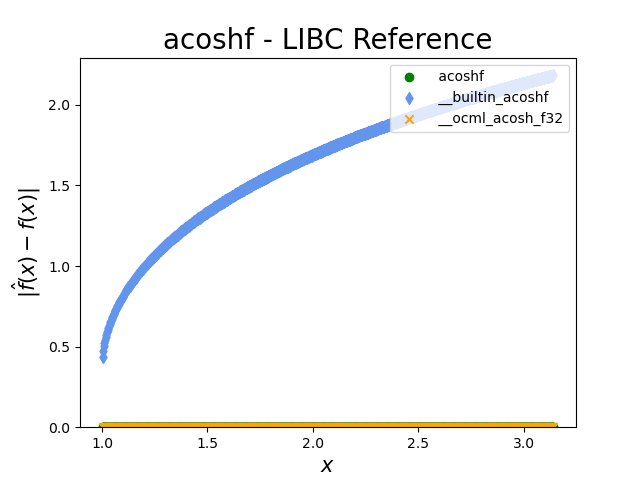 acoshf - LIBC Reference
acoshf
__builtin_acoshf
__ocml_acosh_f32
|f̂(x) − f(x)|
2.0
1.5
1.0
0.5
0.0
1.0 1.5 2.0 2.5 3.0
x